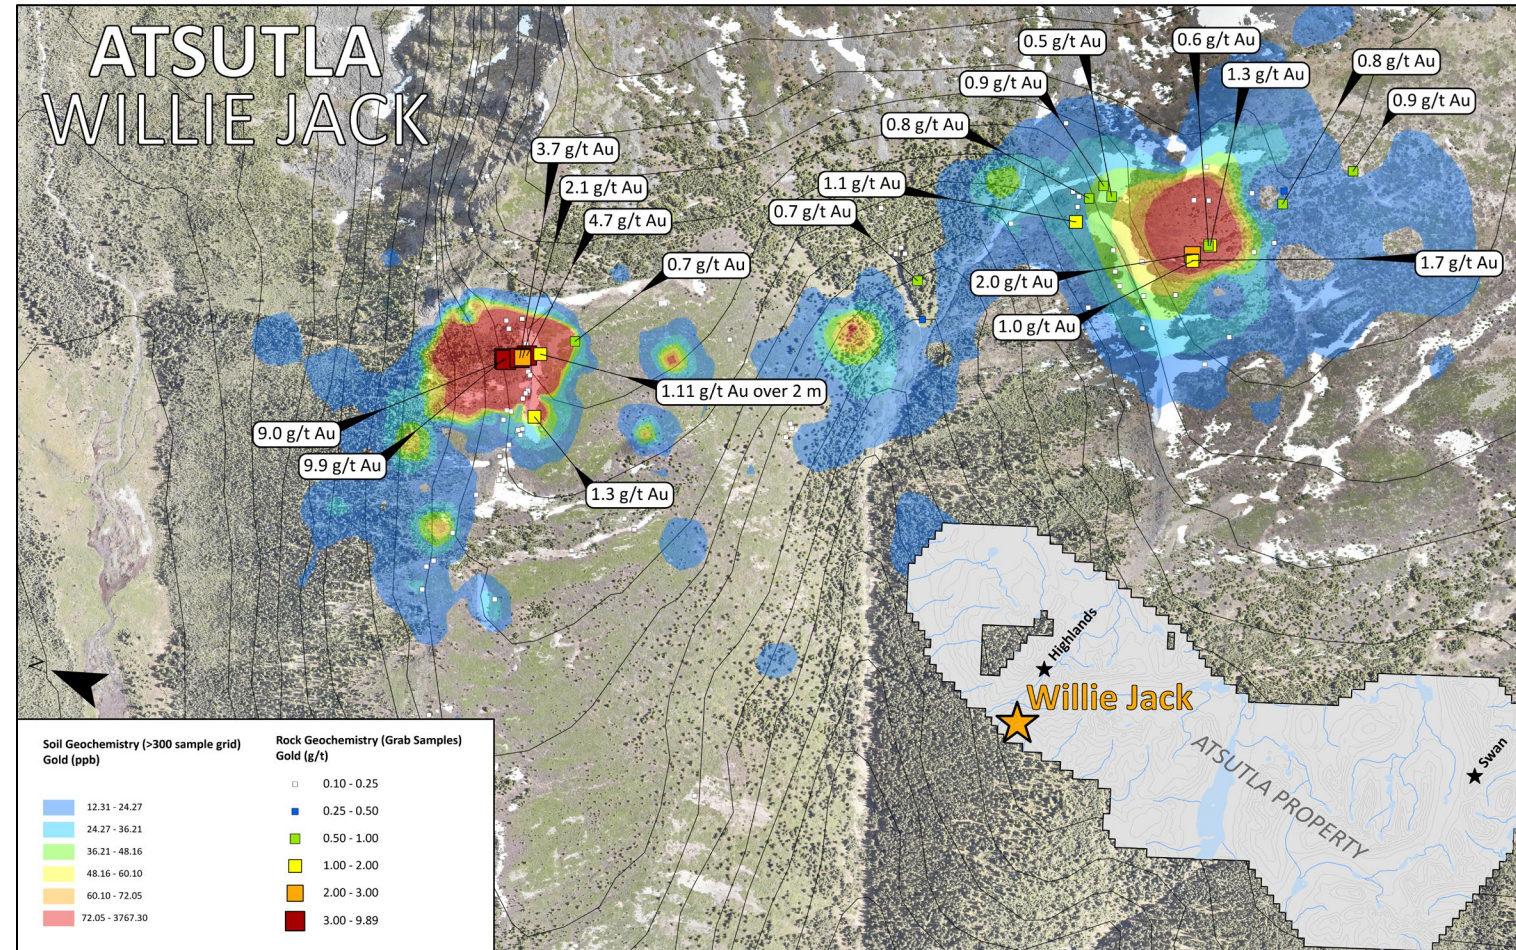 ATSUTLA
WILLIE JACK
0.5 g/t Au
0.6 g/t Au
0.9 g/t Au
1.3 g/t Au
0.8 g/t Au
0.9 g/t Au
0.8 g/t Au
1.1 g/t Au
0.7 g/t Au
3.7 g/t Au
2.1 g/t Au
4.7 g/t Au
0.7 g/t Au
2.0 g/t Au
1.7 g/t Au
1.0 g/t Au
1.11 g/t Au over 2 m
9.0 g/t Au
9.9 g/t Au
1.3 g/t Au
N
Highlands
Willie Jack
ATSUTLA PROPERTY
Swan
Soil Geochemistry (>300 sample grid)
Gold (ppb)
12.31 - 24.27
24.27 - 36.21
36.21 - 48.16
48.16 - 60.10
60.10 - 72.05
72.05 - 3767.30
Rock Geochemistry (Grab Samples)
Gold (g/t)
0.10 - 0.25
0.25 - 0.50
0.50 - 1.00
1.00 - 2.00
2.00 - 3.00
3.00 - 9.89